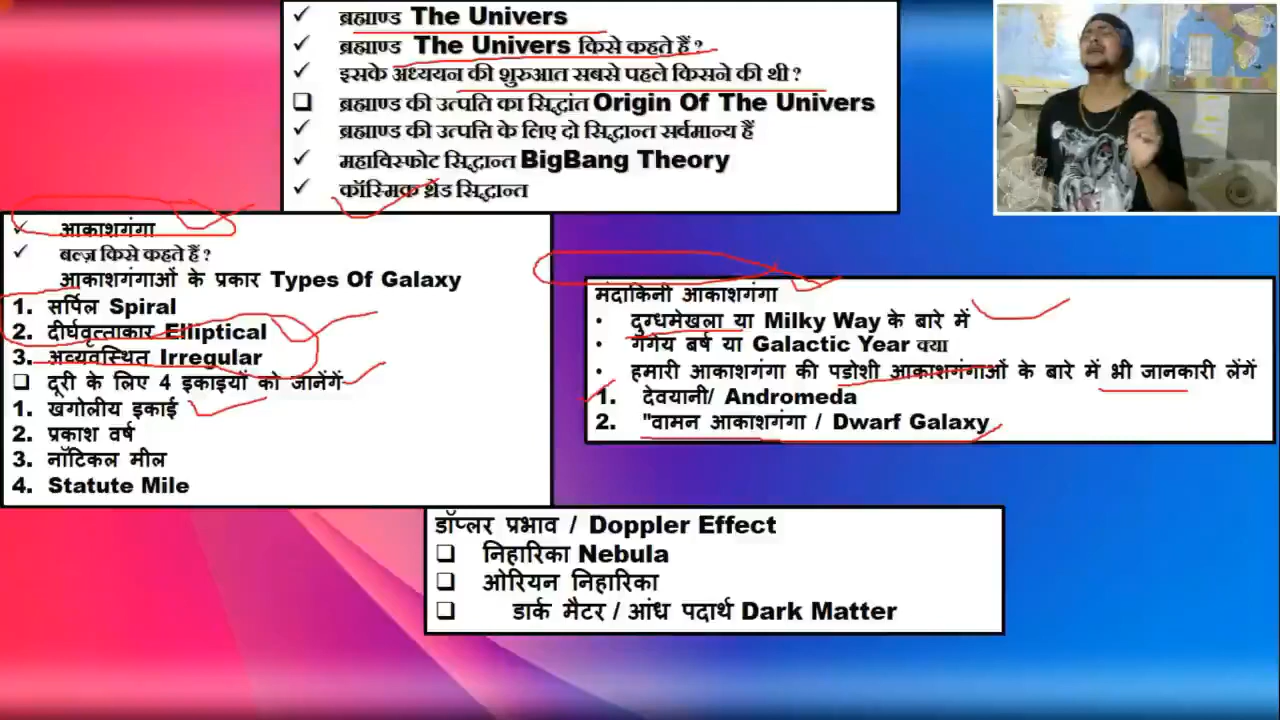 ब्रह्माण्ड The Univers
ब्रह्माण्ड The Univers किसे कहते हैं ?
इसके अध्ययन की शुरुआत सबसे पहले किसने की थी ?
ब्रह्माण्ड की उत्पति का सिद्धांत Origin Of The Univers
ब्रह्माण्ड की उत्पत्ति के लिए दो सिद्धान्त सर्वमान्य हैं
महाविस्फोट सिद्धान्त BigBang Theory
कॉस्मिक थ्रेड सिद्धान्त
आकाशगंगा
बल्ज़ किसे कहते हैं ?
आकाशगंगाओं के प्रकार Types Of Galaxy
1. सर्पिल Spiral
2. दीर्घवृत्ताकार Elliptical
3. अव्यवस्थित Irregular
दूरी के लिए 4 इकाइयों को जानेंगें
1. खगोलीय इकाई
2. प्रकाश वर्ष
3. नॉटिकल मील
4. Statute Mile
मंदाकिनी आकाशगंगा
• दुग्धमेखला या Milky Way के बारे में
• गंगेय बर्ष या Galactic Year क्या
• हमारी आकाशगंगा की पडोशी आकाशगंगाओं के बारे में भी जानकारी लेंगें
1. देवयानी/ Andromeda
2. "वामन आकाशगंगा / Dwarf Galaxy
डॉप्लर प्रभाव / Doppler Effect
निहारिका Nebula
ओरियन निहारिका
डार्क मैटर / आंध पदार्थ Dark Matter